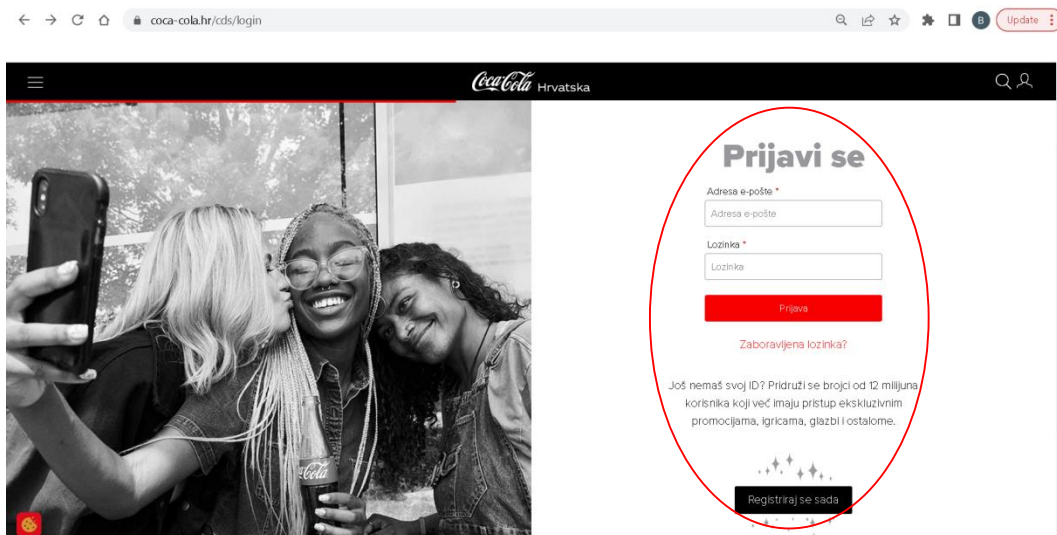 coca-cola.hr/cds/login
B
Update
Coca-Cola Hrvatska
Prijavi se
Adresa e-pošte *
Adresa e-pošte
Lozinka *
Lozinka
Prijava
Zaboravljena lozinka?
Još nemaš svoj ID? Pridruži se brojci od 12 milijuna
korisnika koji već imaju pristup ekskluzivnim
promocijama, igricama, glazbi i ostalome.
Registriraj se sada
Coca-Cola